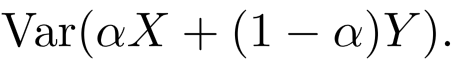 Var(αX + (1 − α)Y).